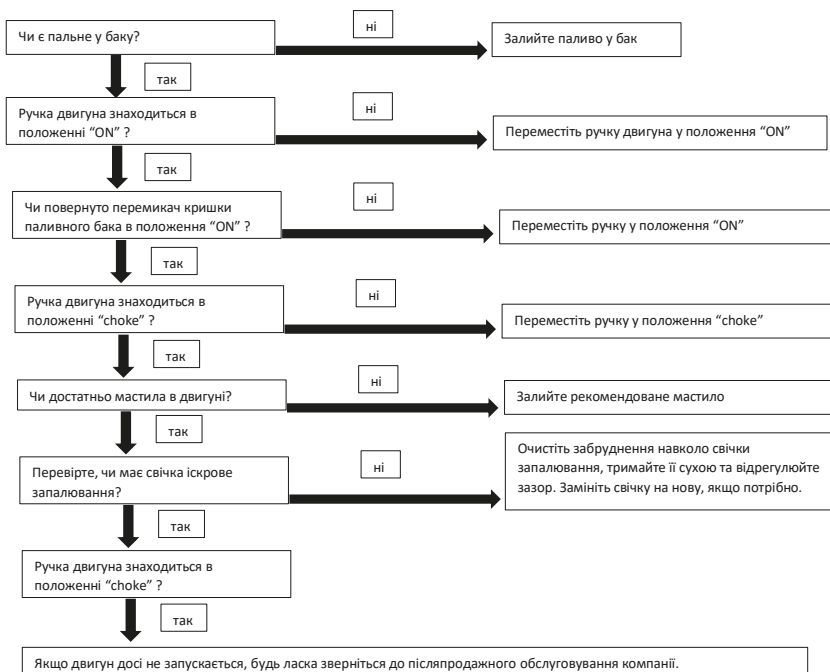 Чи є пальне у баку?
ні
Залийте паливо у бак
так
Ручка двигуна знаходиться в
положенні “ON” ?
ні
Переместіть ручку двигуна у положення “ON”
так
Чи повернуто перемикач кришки
паливного бака в положення “ON” ?
ні
Переместіть ручку у положення “ON”
так
Ручка двигуна знаходиться в
положенні “choke” ?
ні
Переместіть ручку у положення “choke”
так
Чи достатньо мастила в двигуні?
ні
Залийте рекомендоване мастило
так
Перевірте, чи має свічка іскрове
запалювання?
ні
Очистіть забруднення навколо свічки
запалювання, тримайте її сухою та відрегулюйте
зазор. Замініть свічку на нову, якщо потрібно.
так
Ручка двигуна знаходиться в
положенні “choke” ?
так
Якщо двигун досі не запускається, будь ласка зверніться до післяпродажного обслуговування компанії.